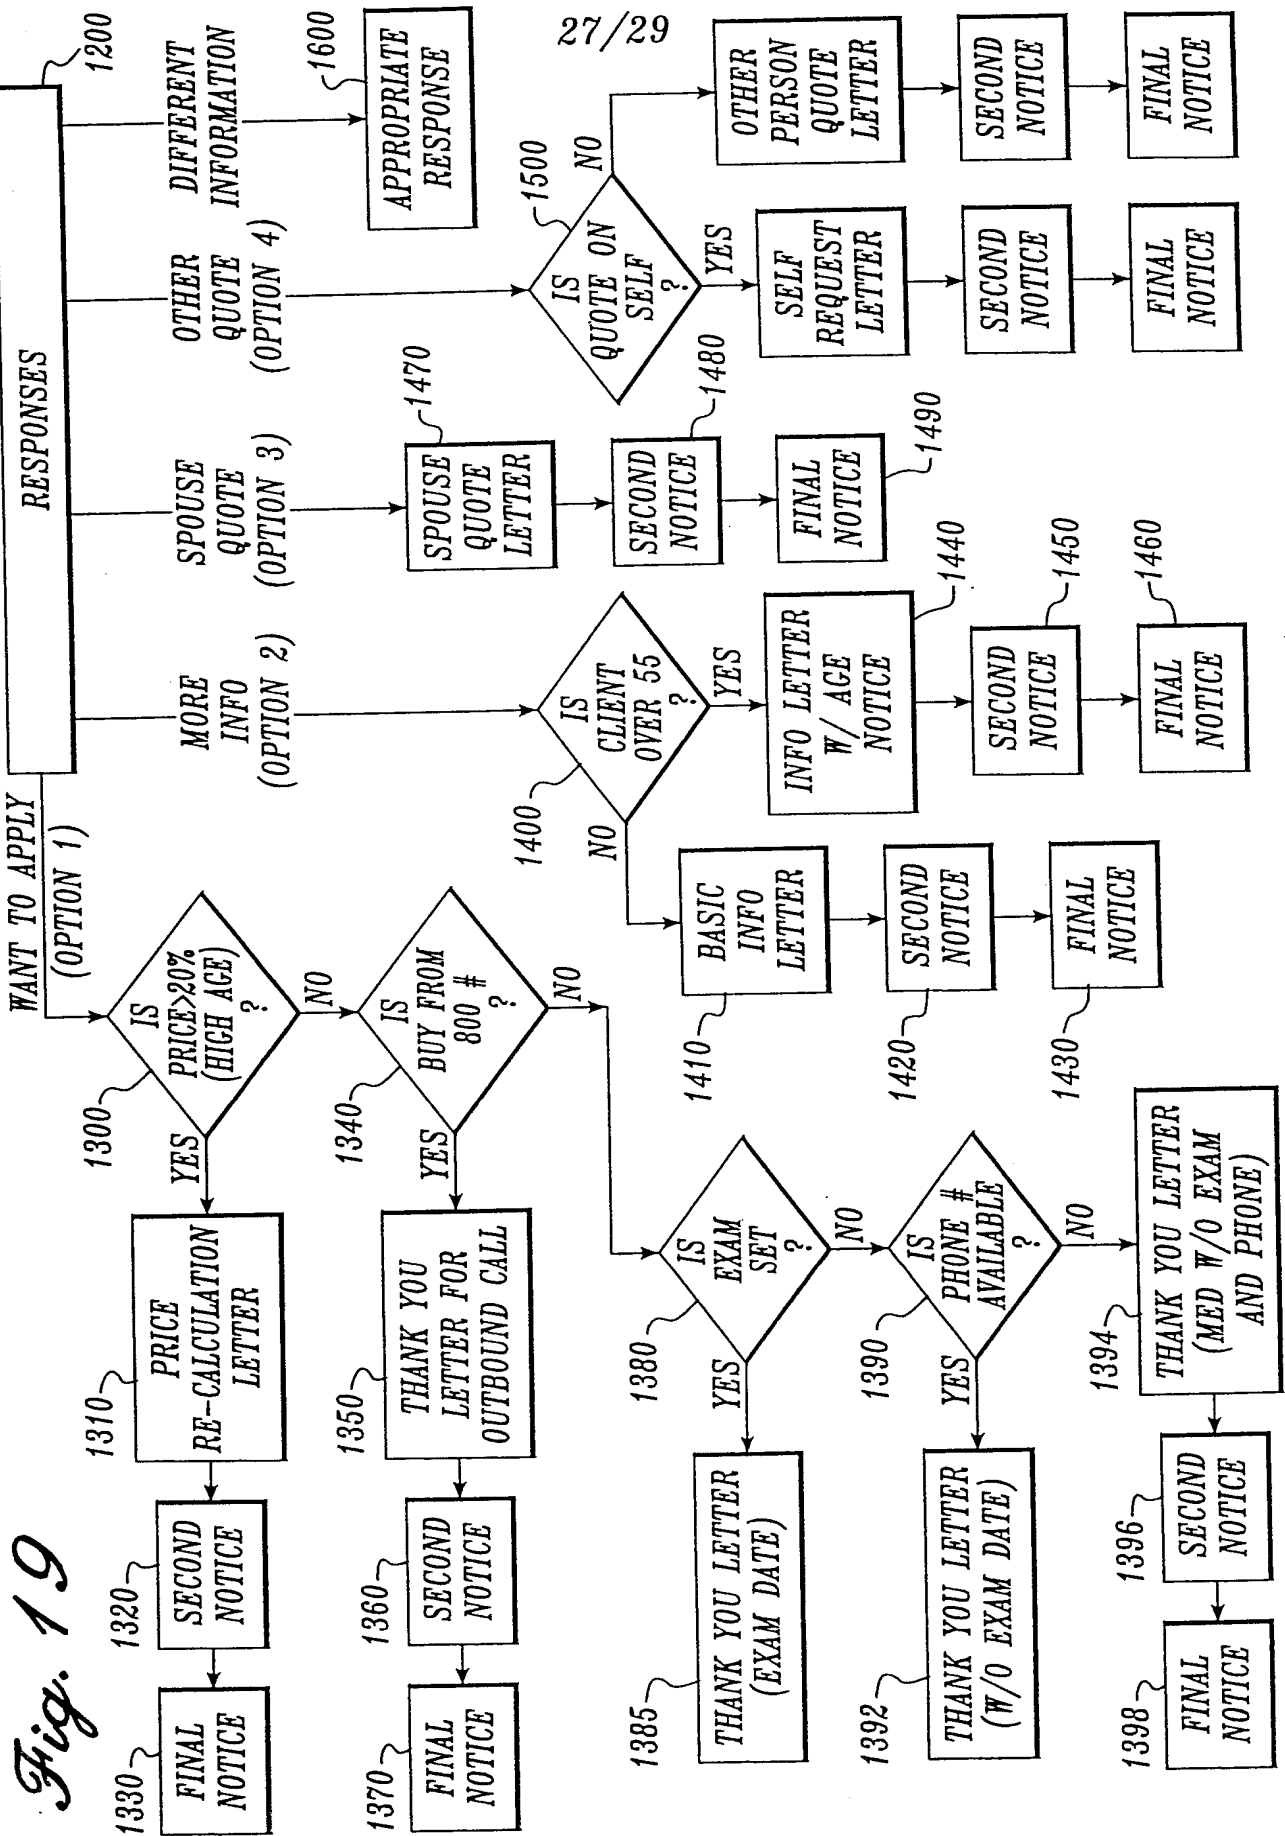 27/29
Fig. 19
RESPONSES
1200
WANT TO APPLY
(OPTION 1)
MORE
INFO
(OPTION 2)
SPOUSE
QUOTE
(OPTION 3)
OTHER
QUOTE
(OPTION 4)
DIFFERENT
INFORMATION
1600
APPROPRIATE
RESPONSE
1300
IS
PRICE>20%
(HIGH AGE)
?
YES
NO
1310
PRICE
RE-CALCULATION
LETTER
1320
SECOND
NOTICE
1330
FINAL
NOTICE
1340
IS
BUY FROM
800 #
?
YES
NO
1350
THANK YOU
LETTER FOR
OUTBOUND CALL
1360
SECOND
NOTICE
1370
FINAL
NOTICE
1380
IS
EXAM
SET
?
YES
NO
1385
THANK YOU LETTER
(EXAM DATE)
1390
IS
PHONE #
AVAILABLE
?
YES
NO
1392
THANK YOU LETTER
(W/O EXAM DATE)
1394
THANK YOU LETTER
(MED W/O EXAM
AND PHONE)
1396
SECOND
NOTICE
1398
FINAL
NOTICE
1400
IS
CLIENT
OVER 55
?
NO
YES
1410
BASIC
INFO
LETTER
1420
SECOND
NOTICE
1430
FINAL
NOTICE
INFO LETTER
W/ AGE
NOTICE
1440
SECOND
NOTICE
1450
FINAL
NOTICE
1460
1470
SPOUSE
QUOTE
LETTER
1480
SECOND
NOTICE
1490
FINAL
NOTICE
1500
IS
QUOTE ON
SELF
?
YES
NO
SELF
REQUEST
LETTER
SECOND
NOTICE
FINAL
NOTICE
OTHER
PERSON
QUOTE
LETTER
SECOND
NOTICE
FINAL
NOTICE